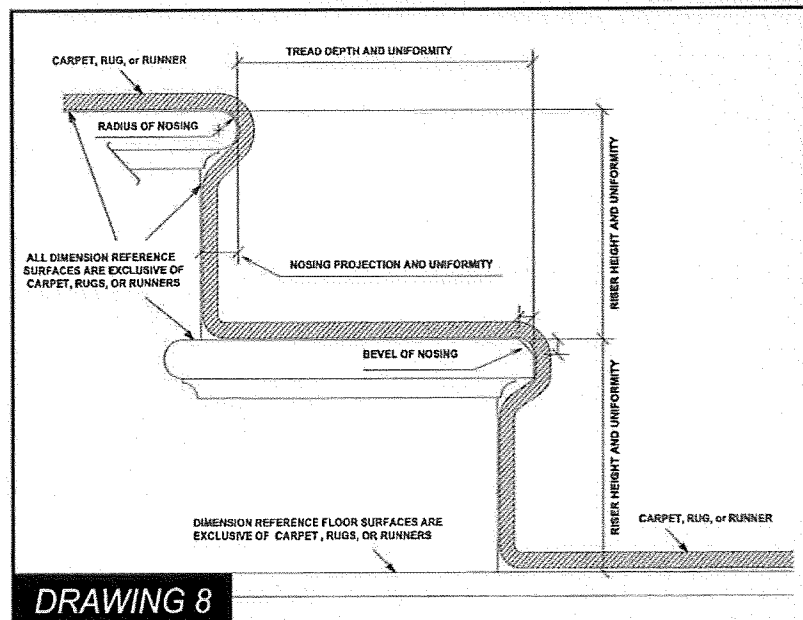 TREAD DEPTH AND UNIFORMITY
CARPET, RUG, or RUNNER
RADIUS OF NOSING
ALL DIMENSION REFERENCE
SURFACES ARE EXCLUSIVE OF
CARPET, RUGS, OR RUNNERS
NOSING PROJECTION AND UNIFORMITY
RISER HEIGHT AND UNIFORMITY
BEVEL OF NOSING
RISER HEIGHT AND UNIFORMITY
DIMENSION REFERENCE FLOOR SURFACES ARE
EXCLUSIVE OF CARPET, RUGS, OR RUNNERS
CARPET, RUG, or RUNNER
DRAWING 8